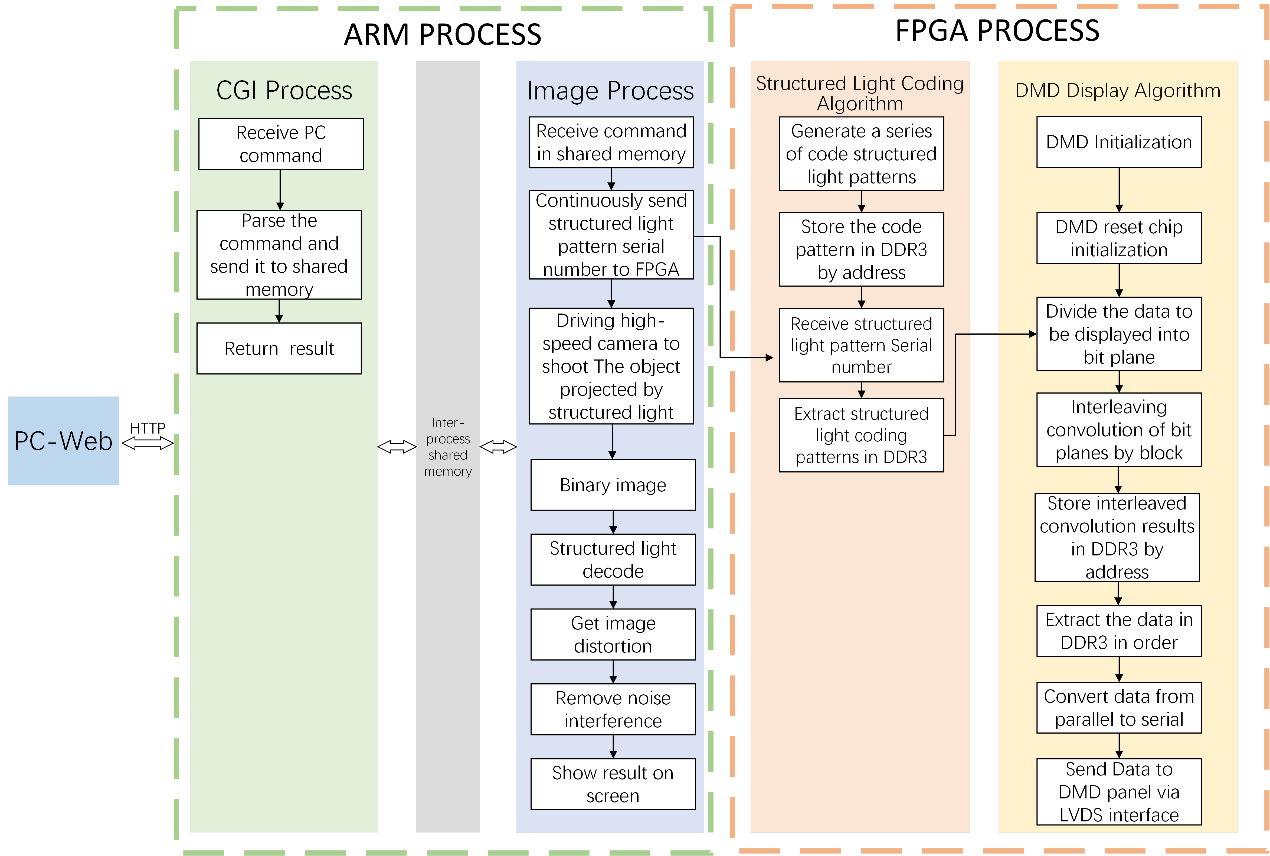 ARM PROCESS
FPGA PROCESS
PC-Web
HTTP
CGI Process
Receive PC
command
Parse the
command and
send it to shared
memory
Return result
Inter-
process
shared
memory
Image Process
Receive command
in shared memory
Continuously send
structured light
pattern serial
number to FPGA
Driving high-
speed camera to
shoot The object
projected by
structured light
Binary image
Structured light
decode
Get image
distortion
Remove noise
interference
Show result on
screen
Structured Light Coding
Algorithm
Generate a series
of code structured
light patterns
Store the code
pattern in DDR3
by address
Receive structured
light pattern Serial
number
Extract structured
light coding
patterns in DDR3
DMD Display Algorithm
DMD Initialization
DMD reset chip
initialization
Divide the data to
be displayed into
bit plane
Interleaving
convolution of bit
planes by block
Store interleaved
convolution results
in DDR3 by
address
Extract the data in
DDR3 in order
Convert data from
parallel to serial
Send Data to
DMD panel via
LVDS interface